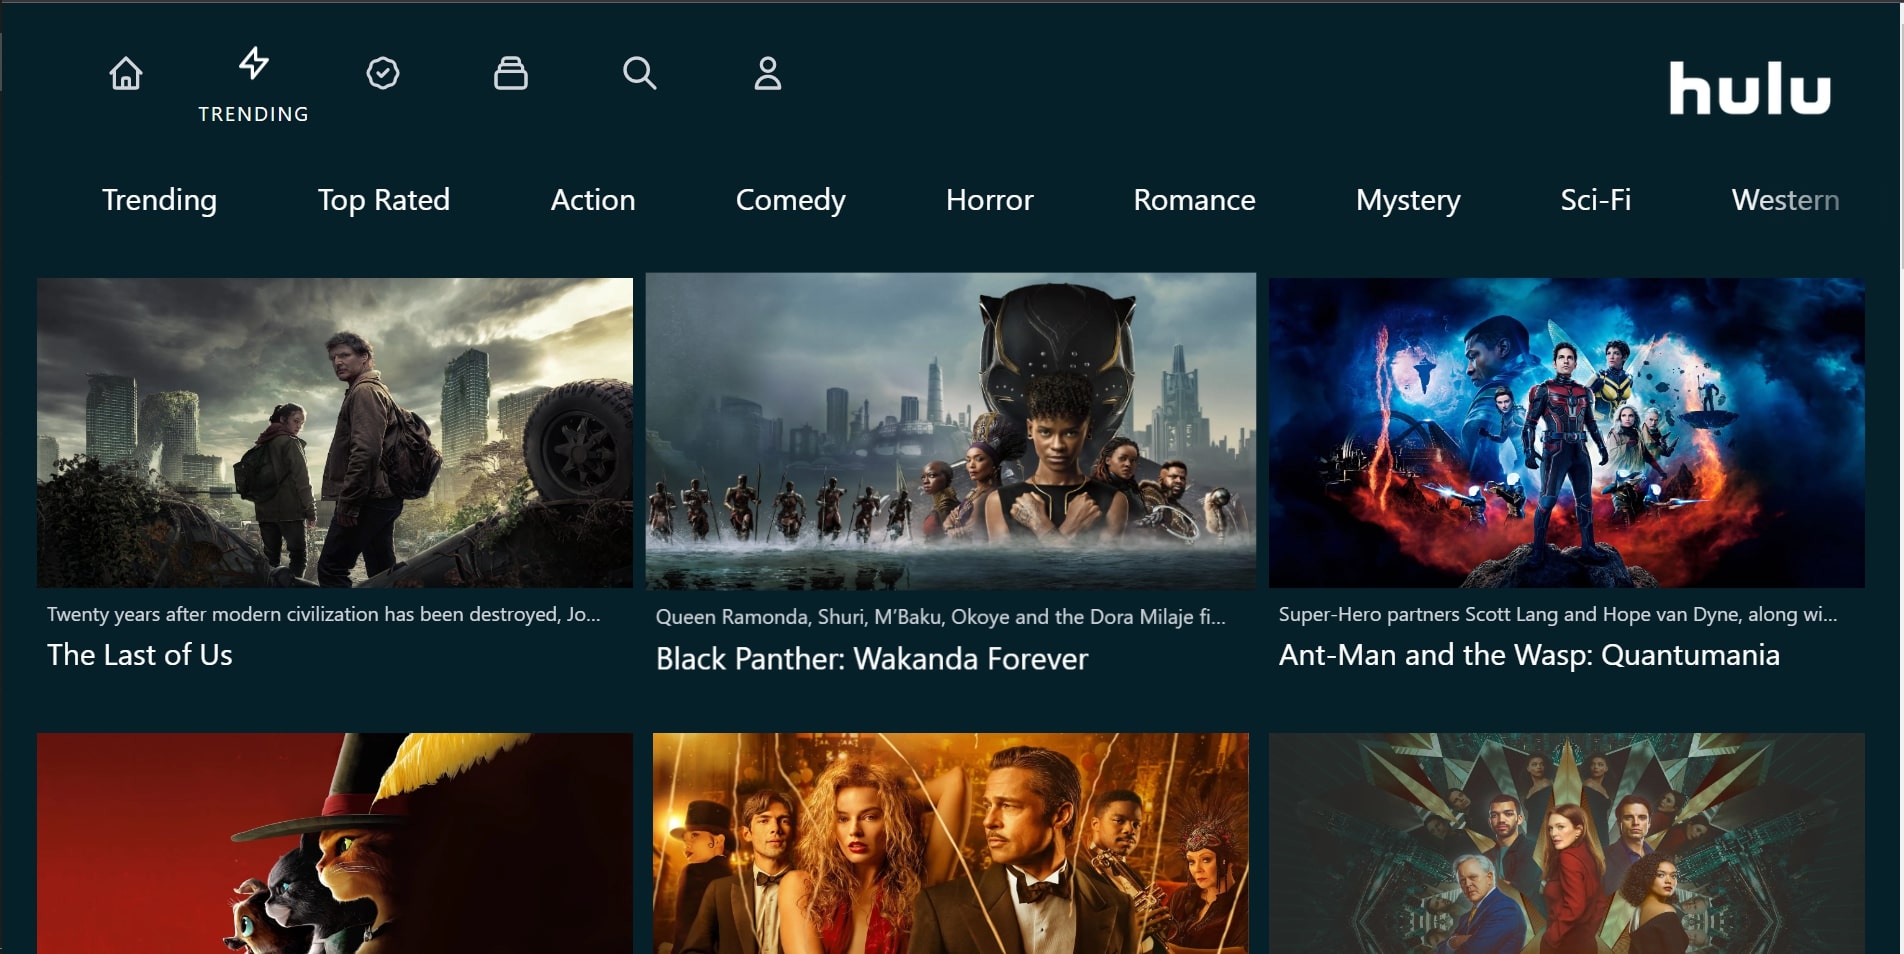 TRENDING
hulu
Trending
Top Rated
Action
Comedy
Horror
Romance
Mystery
Sci-Fi
Western
Twenty years after modern civilization has been destroyed, Jo...
The Last of Us
Queen Ramonda, Shuri, M’Baku, Okoye and the Dora Milaje fi...
Black Panther: Wakanda Forever
Super-Hero partners Scott Lang and Hope van Dyne, along wi...
Ant-Man and the Wasp: Quantumania